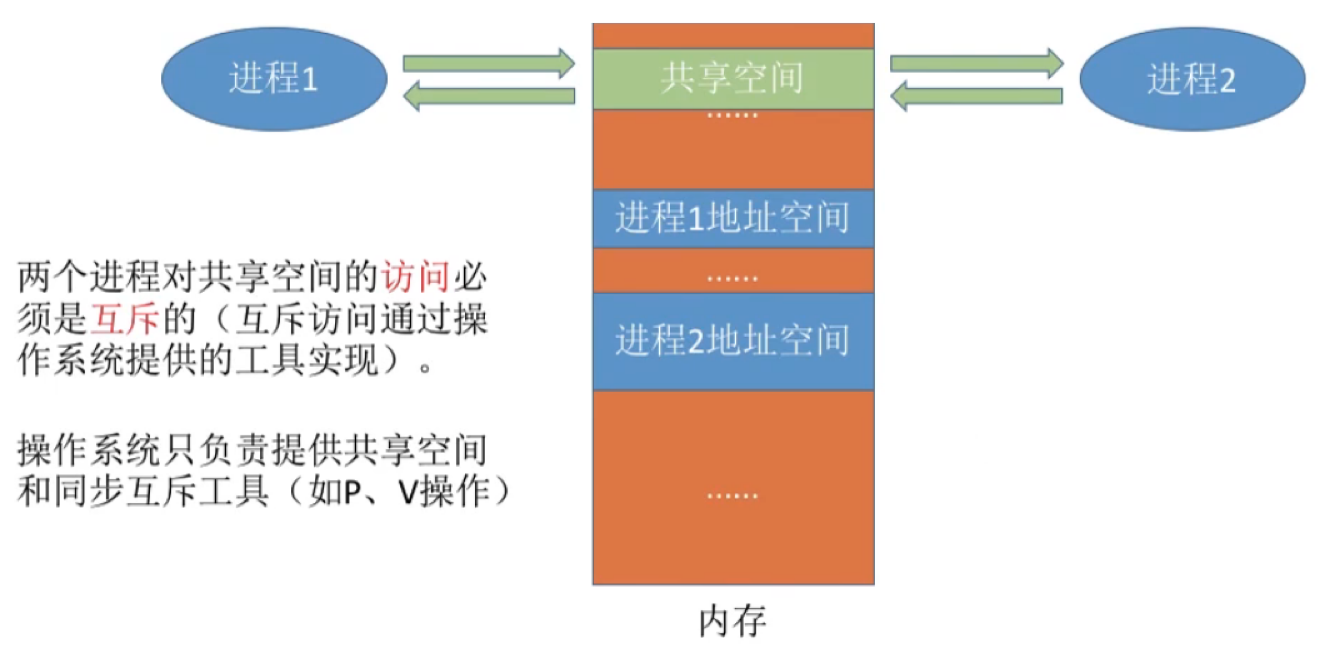 进程1
共享空间
进程2
……
进程1地址空间
……
进程2地址空间
……
内存
两个进程对共享空间的访问必
须是互斥的（互斥访问通过操
作系统提供的工具实现）。
操作系统只负责提供共享空间
和同步互斥工具（如P、V操作）